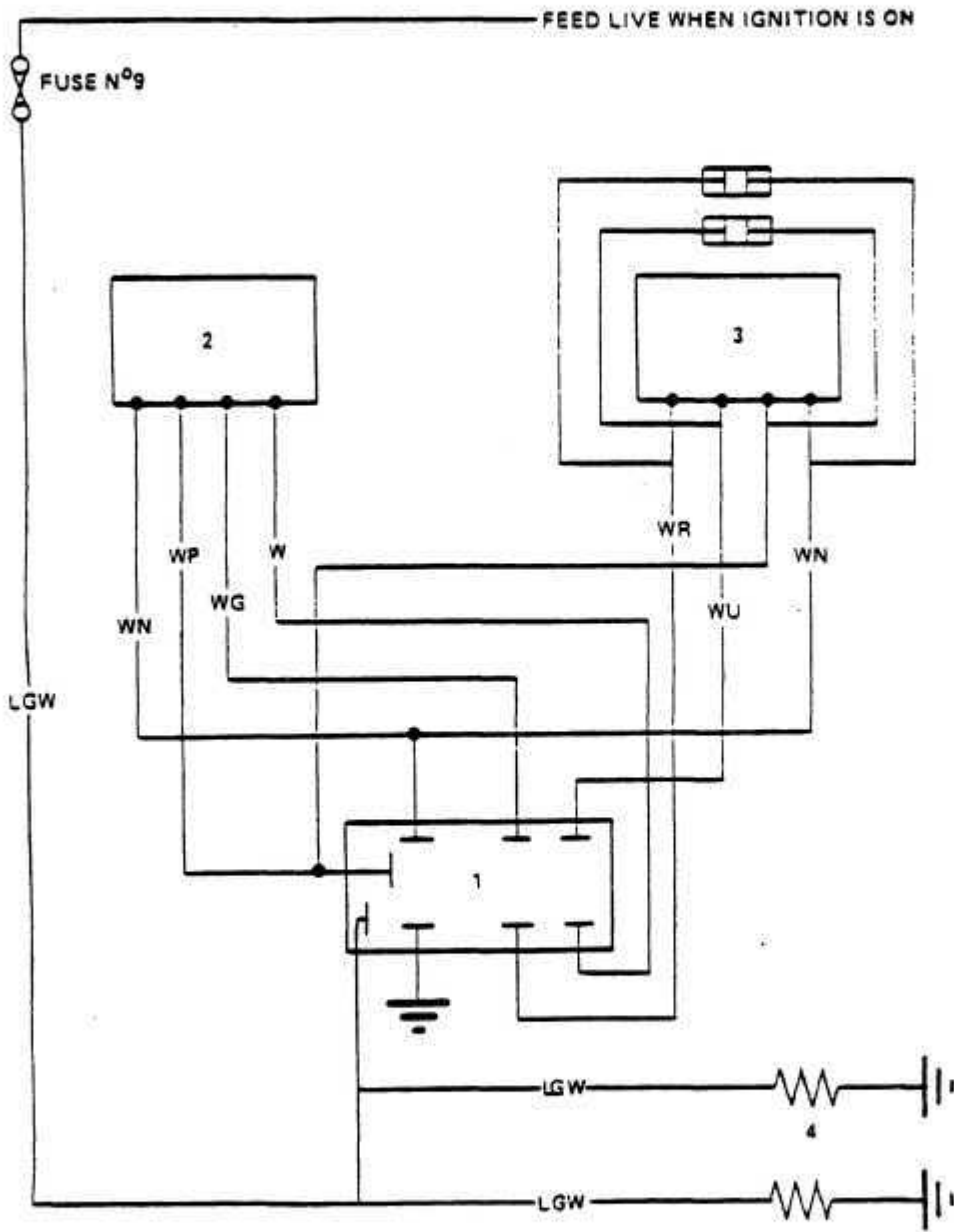 FEED LIVE WHEN IGNITION IS ON
FUSE Nº9
2
3
WR
WP
W
WN
WG
WU
WN
LGW
1
LGW
4
LGW